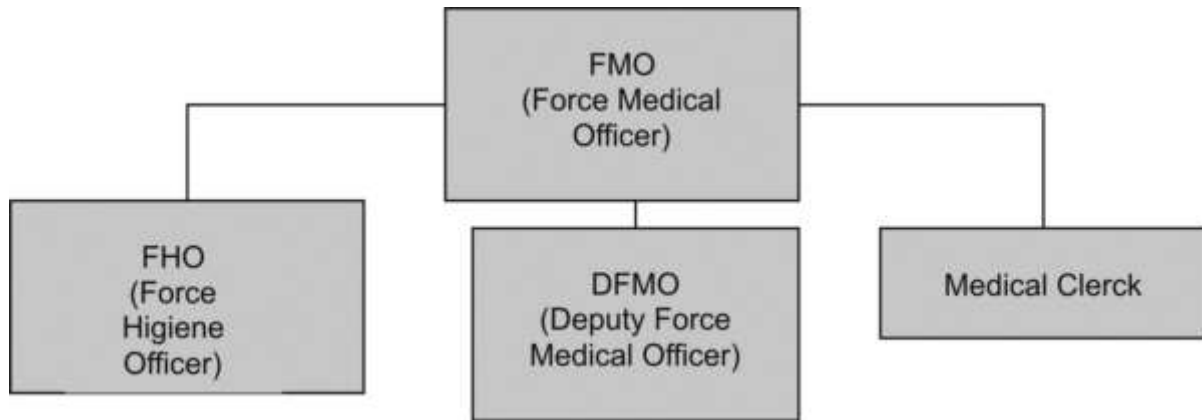 FMO
(Force Medical
Officer)
FHO
(Force
Higiene
Officer)
DFMO
(Deputy Force
Medical Officer)
Medical Clerck